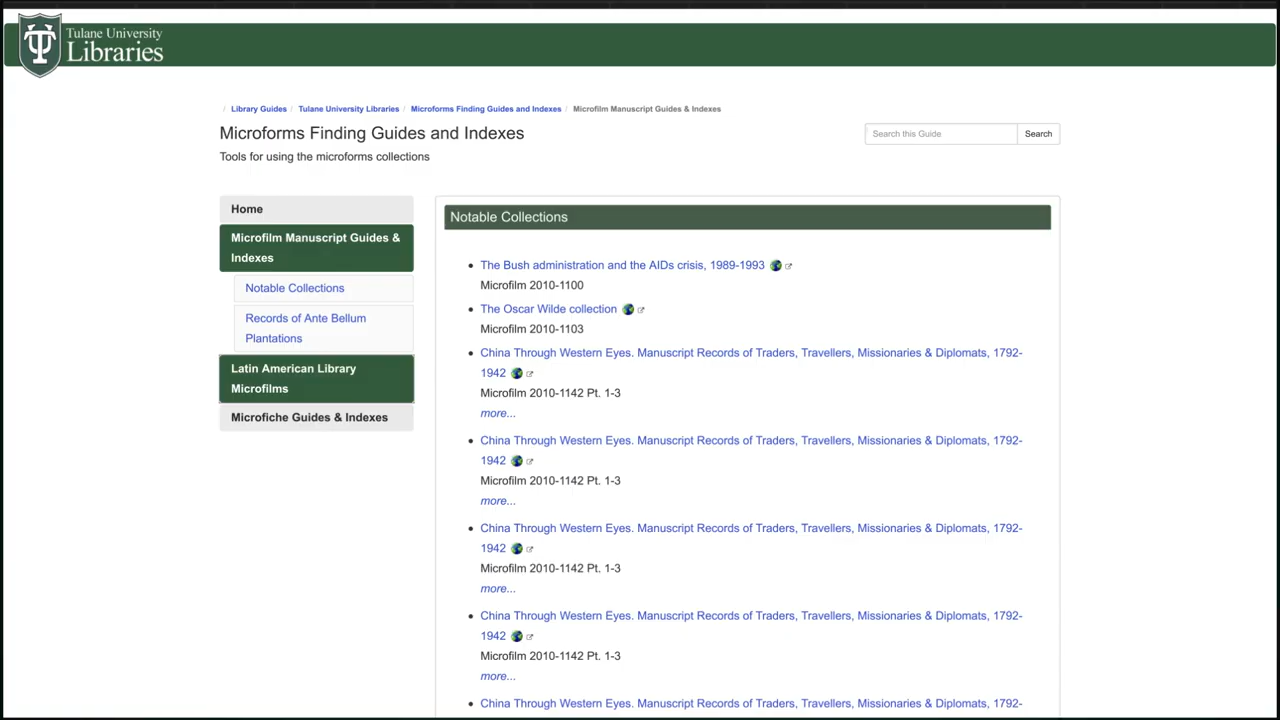 Tulane University
Libraries
/ Library Guides / Tulane University Libraries / Microforms Finding Guides and Indexes / Microfilm Manuscript Guides & Indexes
Microforms Finding Guides and Indexes
Tools for using the microforms collections
Search this Guide
Search
Home
Microfilm Manuscript Guides &
Indexes
Notable Collections
Records of Ante Bellum
Plantations
Latin American Library
Microfilms
Microfiche Guides & Indexes
Notable Collections
• The Bush administration and the AIDs crisis, 1989-1993
Microfilm 2010-1100
• The Oscar Wilde collection
Microfilm 2010-1103
• China Through Western Eyes. Manuscript Records of Traders, Travellers, Missionaries & Diplomats, 1792-
1942
Microfilm 2010-1142 Pt. 1-3
more...
• China Through Western Eyes. Manuscript Records of Traders, Travellers, Missionaries & Diplomats, 1792-
1942
Microfilm 2010-1142 Pt. 1-3
more...
• China Through Western Eyes. Manuscript Records of Traders, Travellers, Missionaries & Diplomats, 1792-
1942
Microfilm 2010-1142 Pt. 1-3
more...
• China Through Western Eyes. Manuscript Records of Traders, Travellers, Missionaries & Diplomats, 1792-
1942
Microfilm 2010-1142 Pt. 1-3
more...
• China Through Western Eyes. Manuscript Records of Traders, Travellers, Missionaries & Diplomats, 1792-